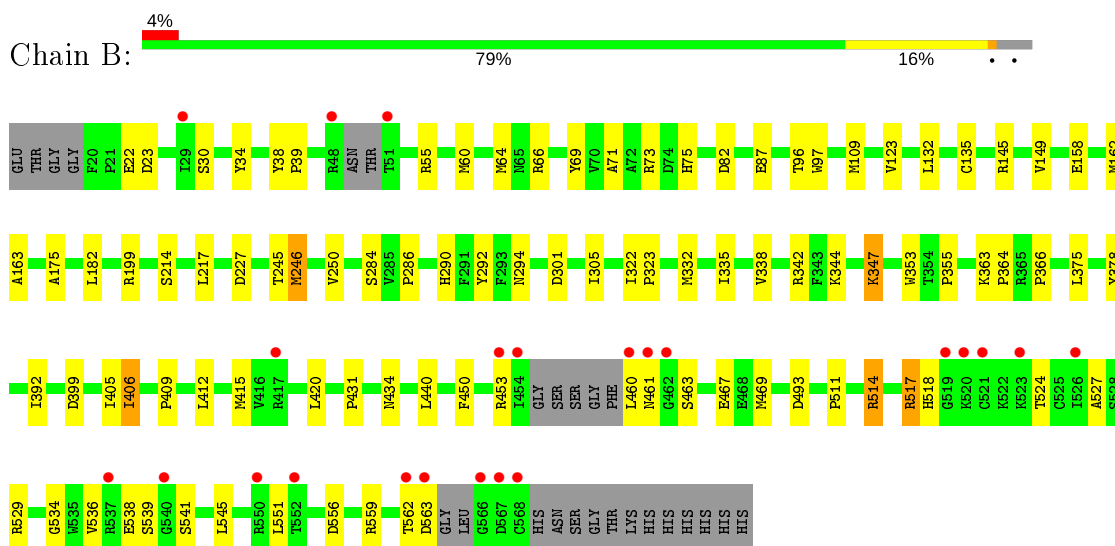 4%
Chain B: 79% 16% • •
GLU THR GLY GLY F20 P21 E22 D23 I29 S30 Y34 Y38 P39 R48 ASN THR T51 R55 M60 M64 N65 R66 Y69 V70 A71 A72 R73 D74 H75 D82 E87 T96 W97 M109 V123 L132 C135 R145 V149 E158 M162
A163 A175 L182 R199 S214 L217 D227 T245 M246 V250 S284 V285 P286 H290 F291 Y292 F293 N294 D301 I305 I322 P323 M332 I335 V338 R342 F343 K344 K347 W353 T354 P355 K363 P364 R365 P366 L375 Y378
I392 D399 I405 I406 P409 L412 M415 V416 R417 L420 P431 N434 L440 F450 R453 I454 GLY SER SER GLY PHE L460 N461 G462 S463 E467 E468 M469 D493 P511 R514 R517 H518 G519 K520 C521 K522 K523 T524 C525 I526 A527 S528
R529 G534 W535 V536 R537 E538 S539 G540 S541 L545 R550 L551 T552 D556 R559 T562 D563 GLY LEU G566 D567 C568 HIS ASN SER GLY THR LYS HIS HIS HIS HIS HIS HIS